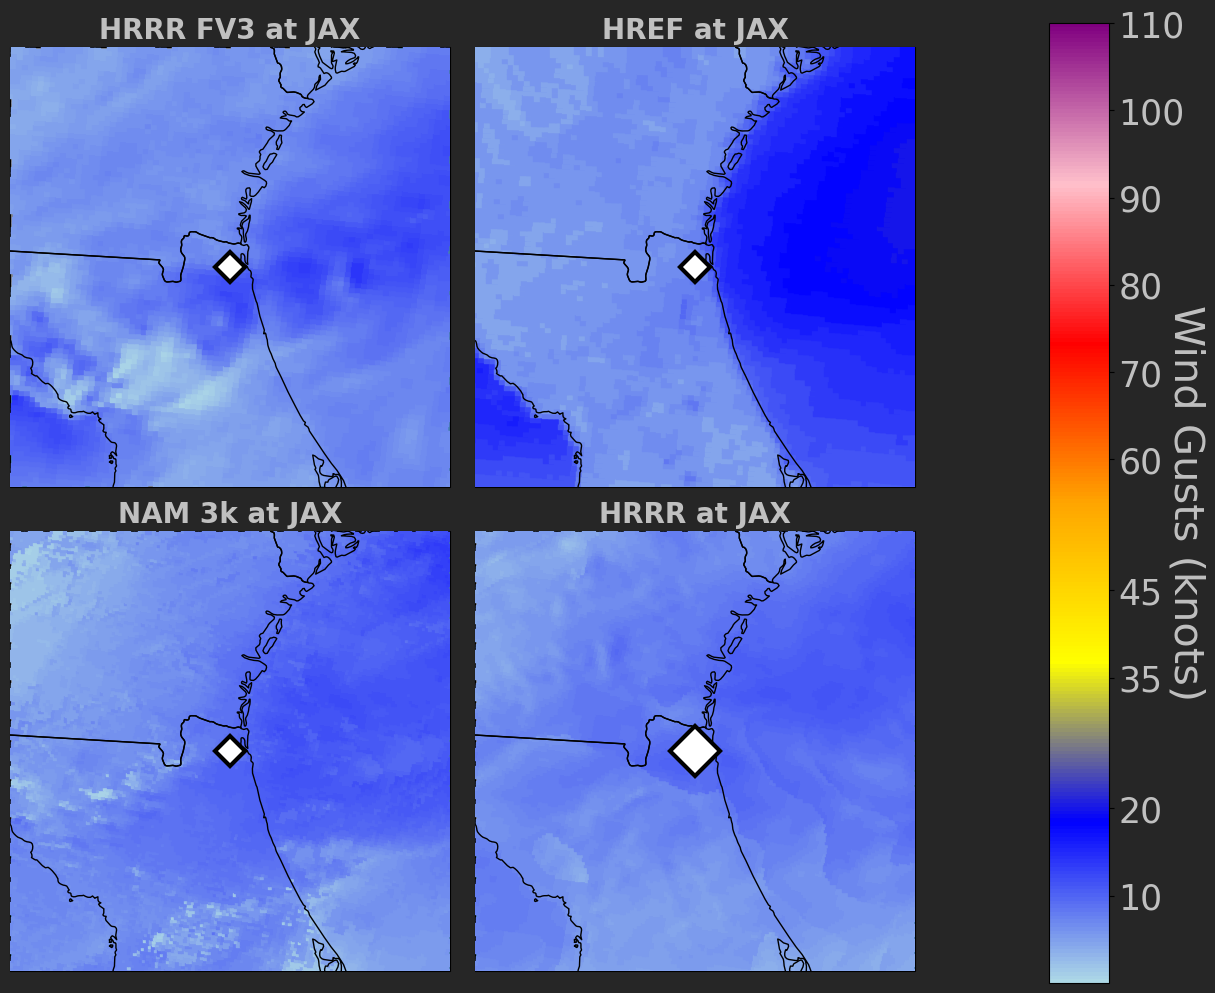 HRRR FV3 at JAX
HREF at JAX
NAM 3k at JAX
HRRR at JAX
110
100
90
80
70
60
45
35
20
10
Wind Gusts (knots)